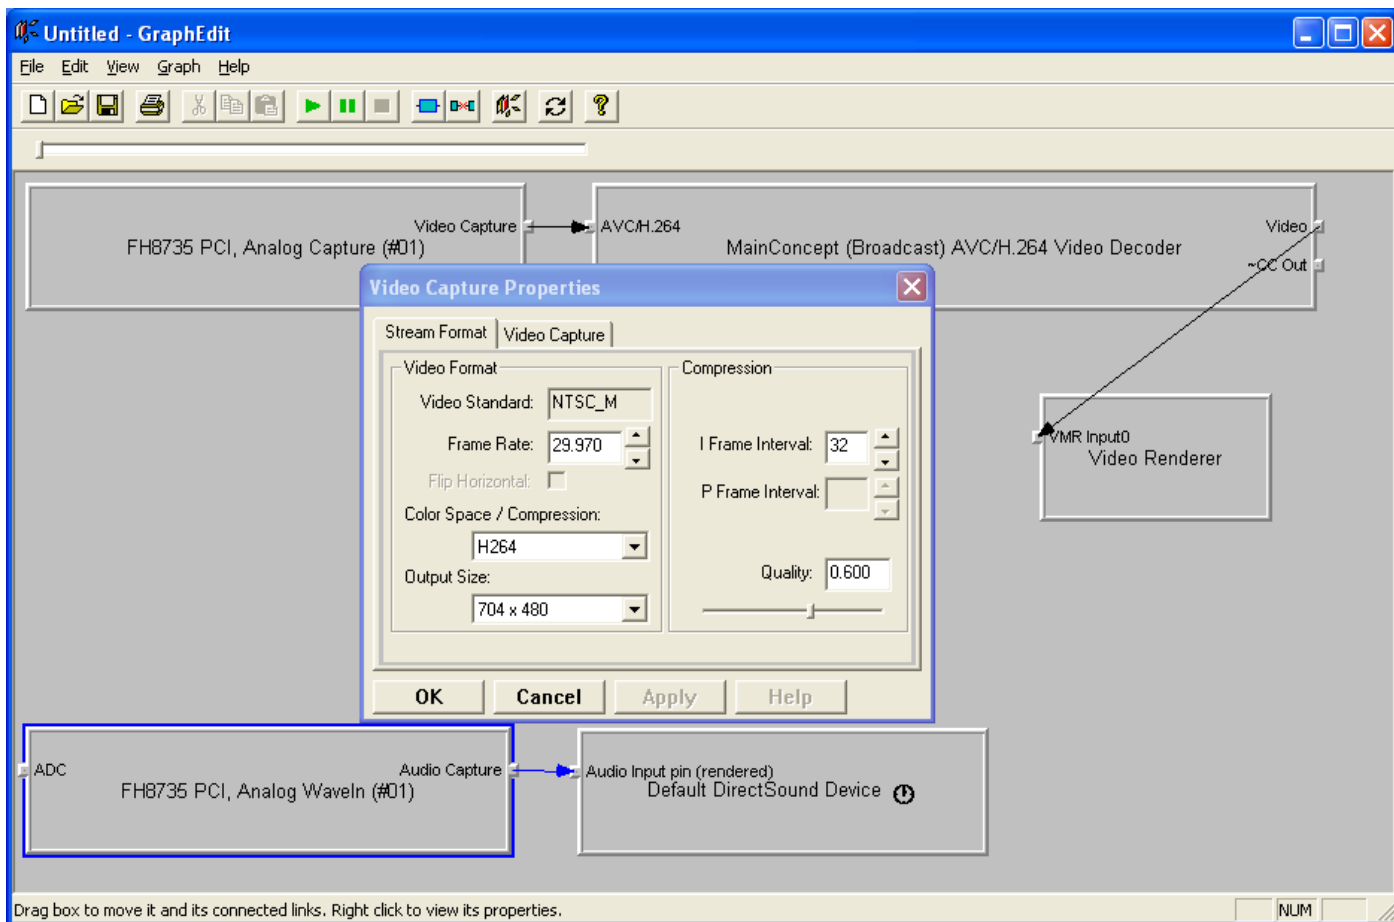 Untitled - GraphEdit
File Edit View Graph Help
Video Capture
AVC/H.264
Video
FH8735 PCI, Analog Capture (#01)
MainConcept (Broadcast) AVC/H.264 Video Decoder
~CC Out
Video Capture Properties
Stream Format
Video Capture
Video Format
Video Standard: NTSC_M
Frame Rate: 29.970
Flip Horizontal:
Color Space / Compression:
H264
Output Size:
704 x 480
Compression
I Frame Interval: 32
P Frame Interval:
Quality: 0.600
OK Cancel Apply Help
VMR Input0
Video Renderer
ADC
Audio Capture
FH8735 PCI, Analog WaveIn (#01)
Audio Input pin (rendered)
Default DirectSound Device
Drag box to move it and its connected links. Right click to view its properties.
NUM